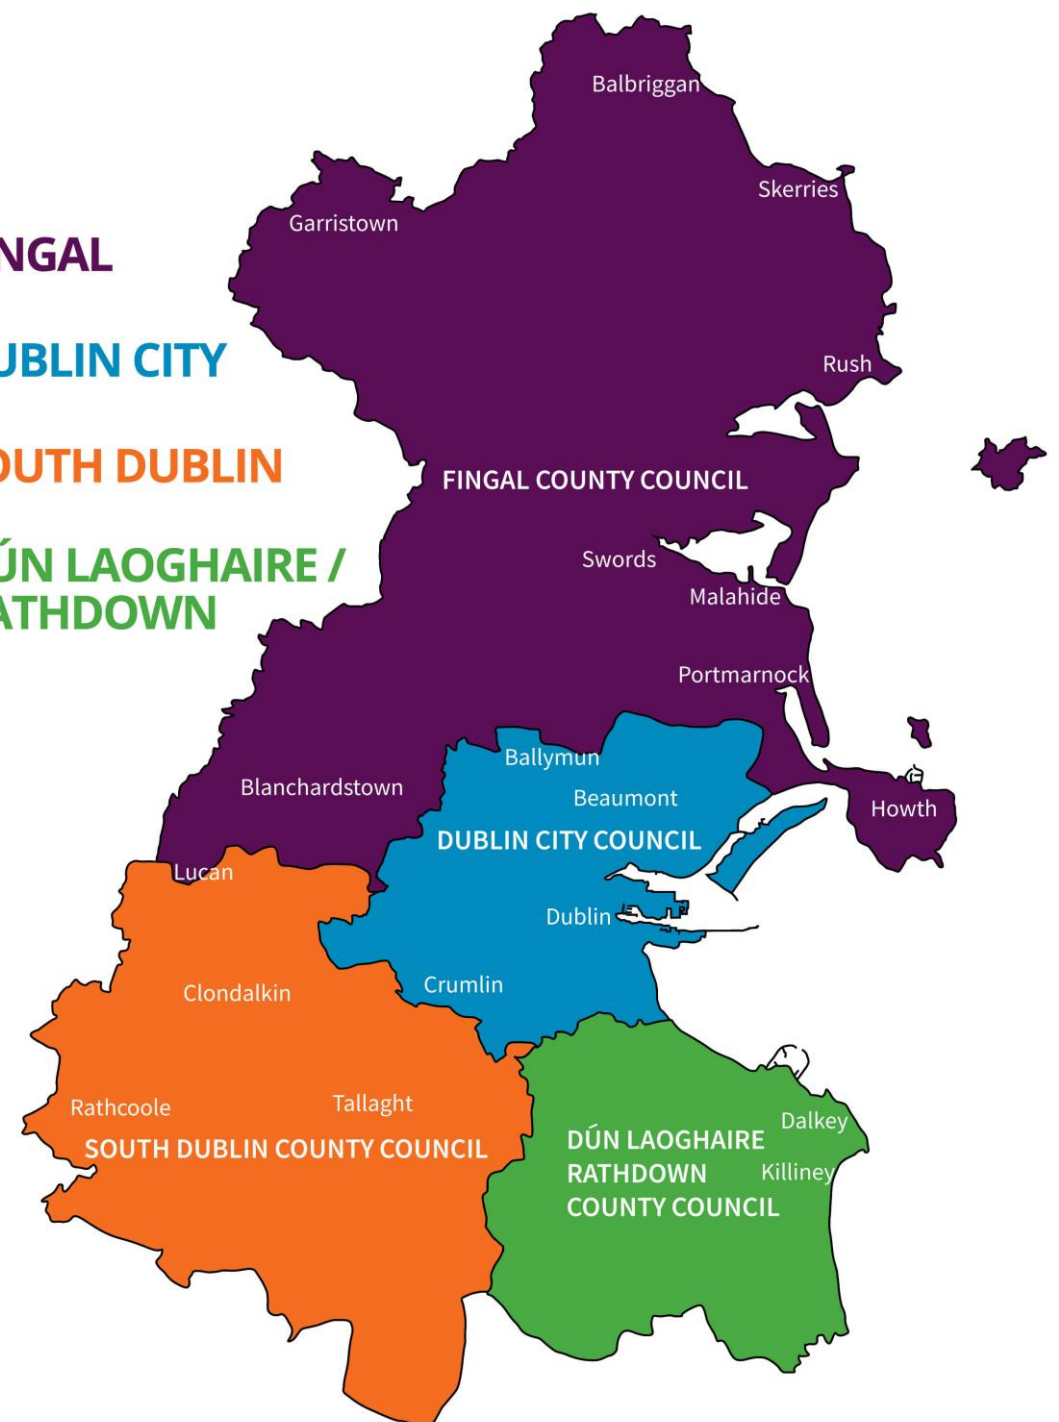 Balbriggan
Skerries
Garristown
NGAL
UBLIN CITY
Rush
OUTH DUBLIN
FINGAL COUNTY COUNCIL
Swords
ÚN LAOGHAIRE /
ATHDOWN
Malahide
Portmarnock
Ballymun
Blanchardstown
Beaumont
Howth
DUBLIN CITY COUNCIL
Lucan
Dublin
Crumlin
Clondalkin
Tallaght
Rathcoole
Dalkey
SOUTH DUBLIN COUNTY COUNCIL
DÚN LAOGHAIRE
RATHDOWN
COUNTY COUNCIL
Killiney